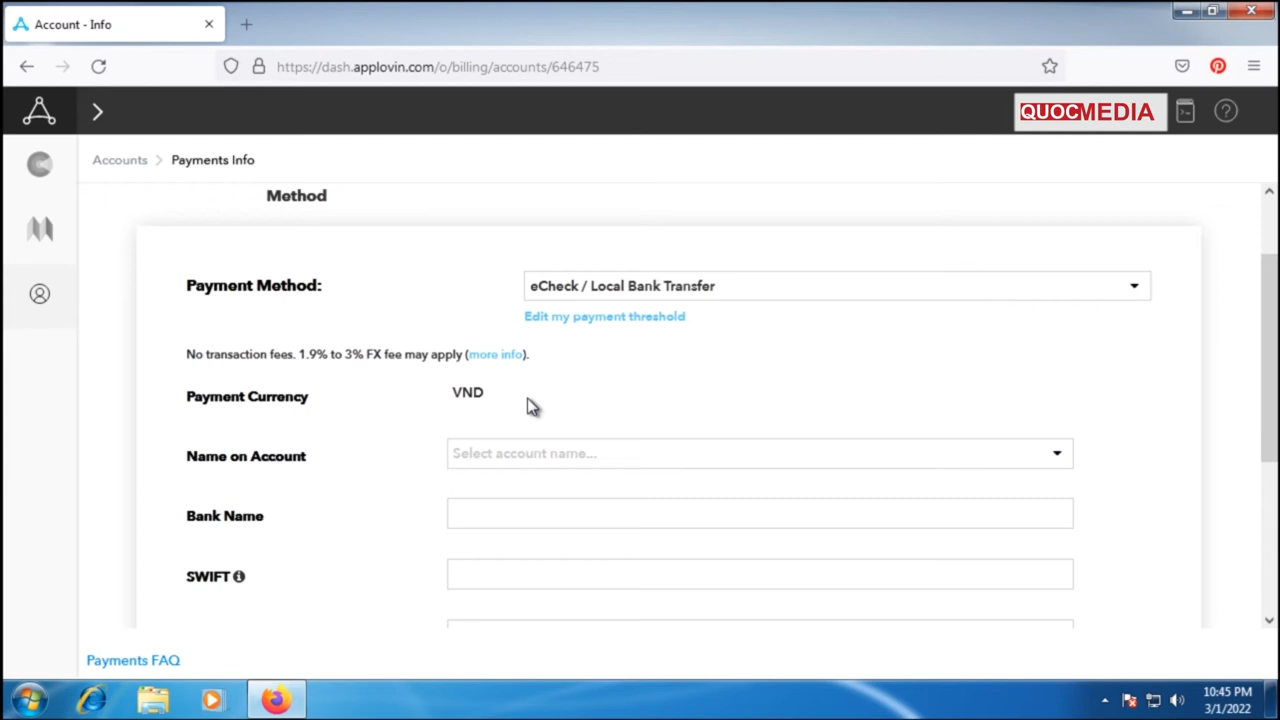 Account - Info
https://dash.applovin.com/o/billing/accounts/646475
QUOCMEDIA
Accounts > Payments Info
Method
Payment Method:
eCheck / Local Bank Transfer
Edit my payment threshold
No transaction fees. 1.9% to 3% FX fee may apply (more info).
Payment Currency
VND
Name on Account
Select account name...
Bank Name
SWIFT
Payments FAQ
10:45 PM
3/1/2022